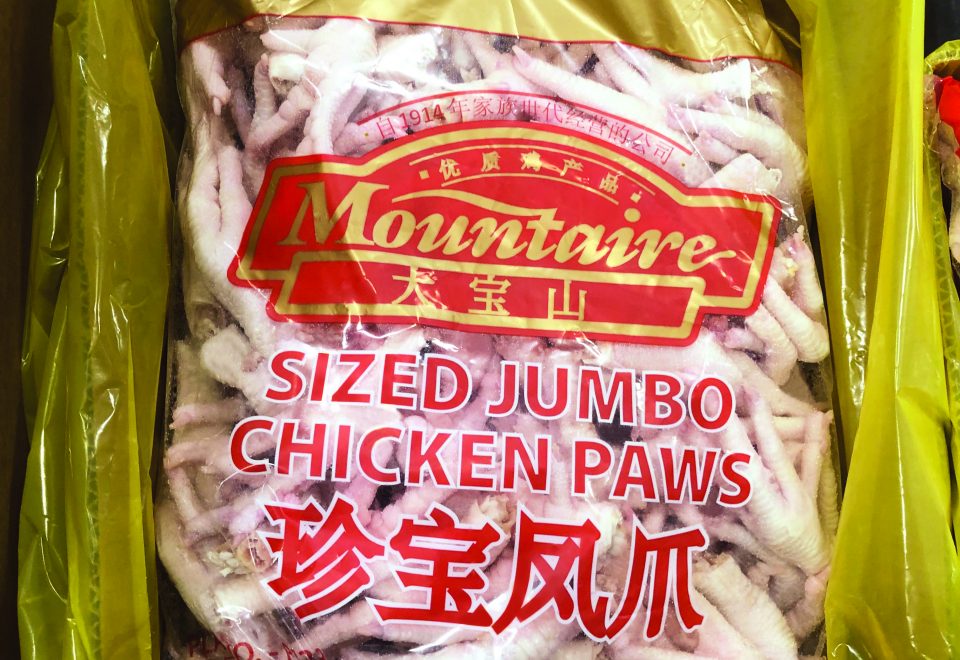 自1914年家族世代经营的公司
优质鸡产品
Mountaire
大宝山
SIZED JUMBO
CHICKEN PAWS
珍宝凤爪